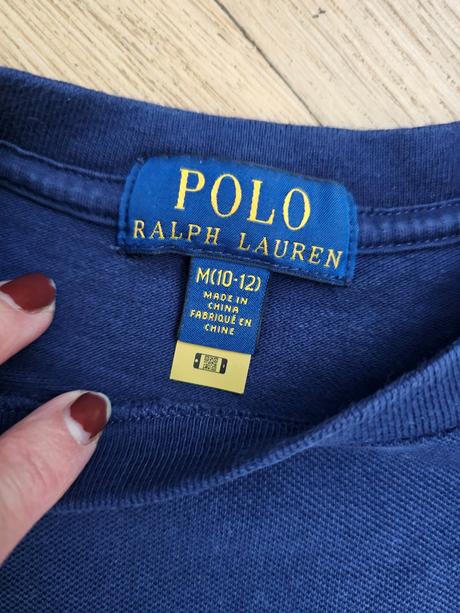 POLO
RALPH LAUREN
M(10-12)
MADE IN
CHINA
FABRIQUÉ EN
CHINE